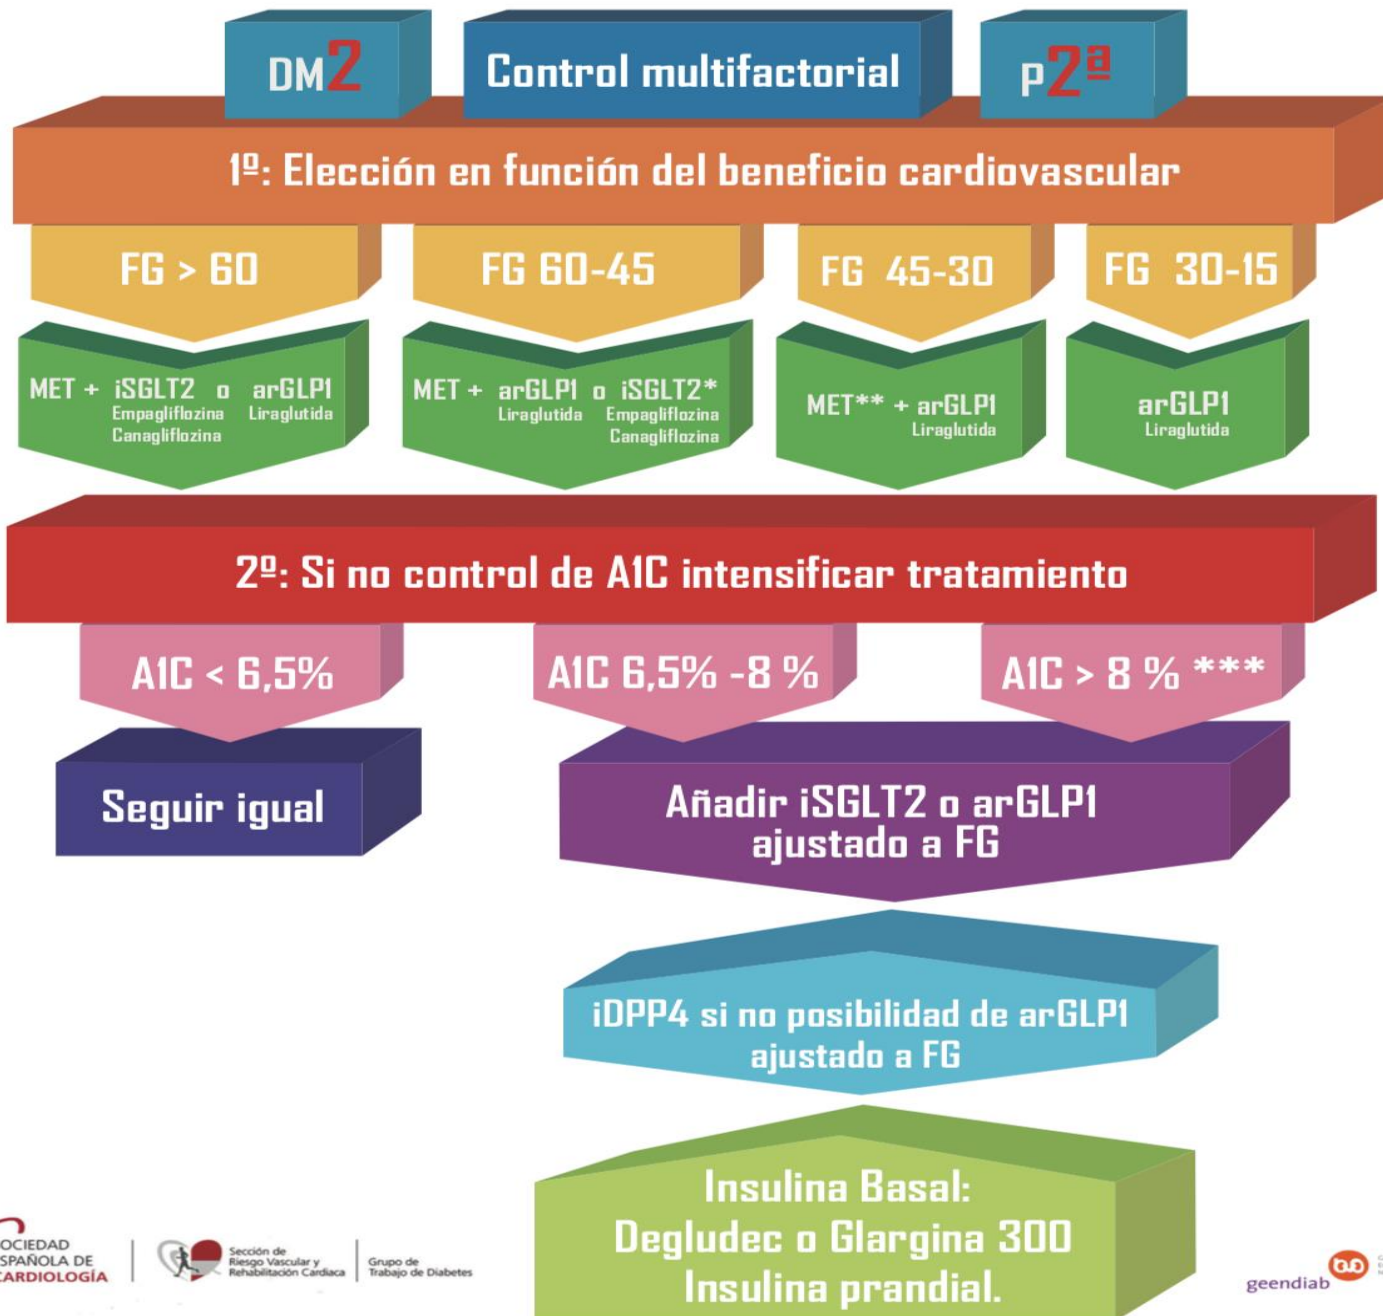 DM2
Control multifactorial
P2ª
1º: Elección en función del beneficio cardiovascular
FG > 60
FG 60-45
FG 45-30
FG 30-15
MET + iSGLT2 o arGLP1
Empagliflozina Liraglutida
Canagliflozina
MET + arGLP1 o iSGLT2*
Liraglutida Empagliflozina
Canagliflozina
MET** + arGLP1
Liraglutida
arGLP1
Liraglutida
2º: Si no control de A1C intensificar tratamiento
A1C < 6,5%
A1C 6,5% -8 %
A1C > 8 % ***
Seguir igual
Añadir iSGLT2 o arGLP1
ajustado a FG
iDPP4 si no posibilidad de arGLP1
ajustado a FG
Insulina Basal:
Degludec o Glargina 300
Insulina prandial.
OCIEDAD
SPAÑOLA DE
CARDIOLOGÍA
Sección de
Riesgo Vascular y
Rehabilitación Cardiaca
Grupo de
Trabajo de Diabetes
geendiab